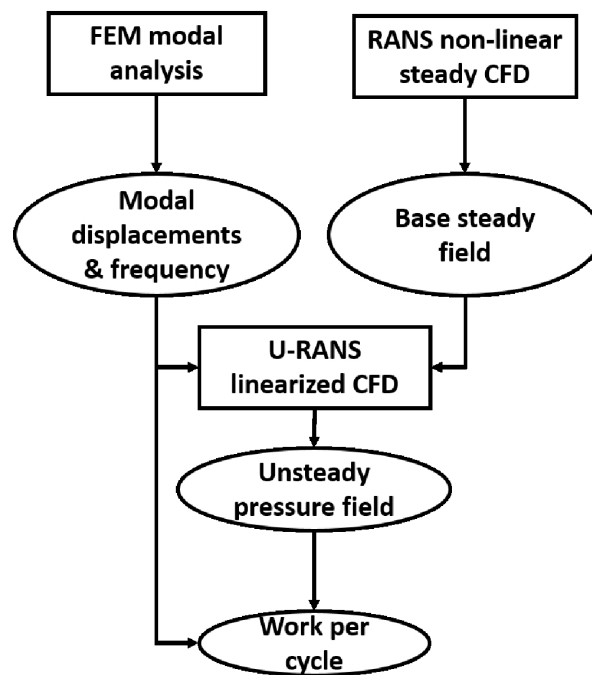 FEM modal
analysis
RANS non-linear
steady CFD
Modal
displacements
& frequency
Base steady
field
U-RANS
linearized CFD
Unsteady
pressure field
Work per
cycle